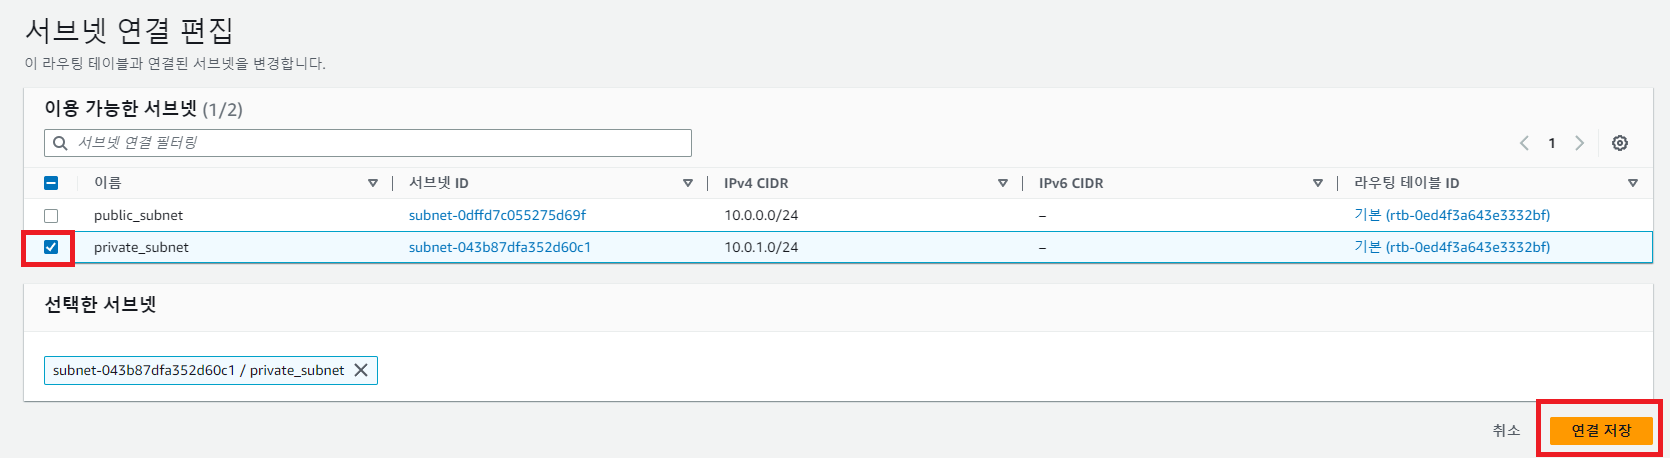 서브넷 연결 편집
이 라우팅 테이블과 연결된 서브넷을 변경합니다.
이용 가능한 서브넷 (1/2)
서브넷 연결 필터링
1
이름 서브넷 ID IPv4 CIDR IPv6 CIDR 라우팅 테이블 ID
public_subnet subnet-0dffd7c055275d69f 10.0.0.0/24 – 기본 (rtb-0ed4f3a643e3332bf)
private_subnet subnet-043b87dfa352d60c1 10.0.1.0/24 – 기본 (rtb-0ed4f3a643e3332bf)
선택한 서브넷
subnet-043b87dfa352d60c1 / private_subnet
취소 연결 저장